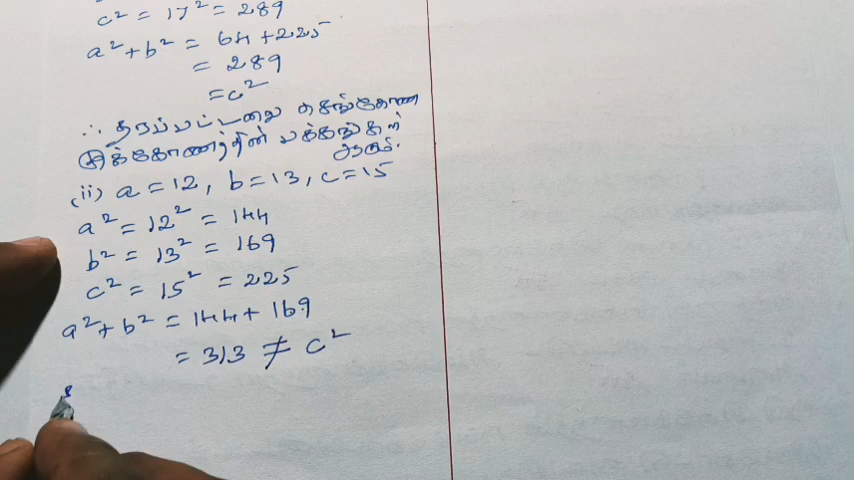 c² = 17² = 289
a² + b² = 64 + 225
= 289
= c²
∴ தரப்பட்டவை செங்கோண
முக்கோணத்தின் பக்கங்கள்
ஆகும்.
(ii) a = 12, b = 13, c = 15
a² = 12² = 144
b² = 13² = 169
c² = 15² = 225
a² + b² = 144 + 169
= 313 ≠ c²